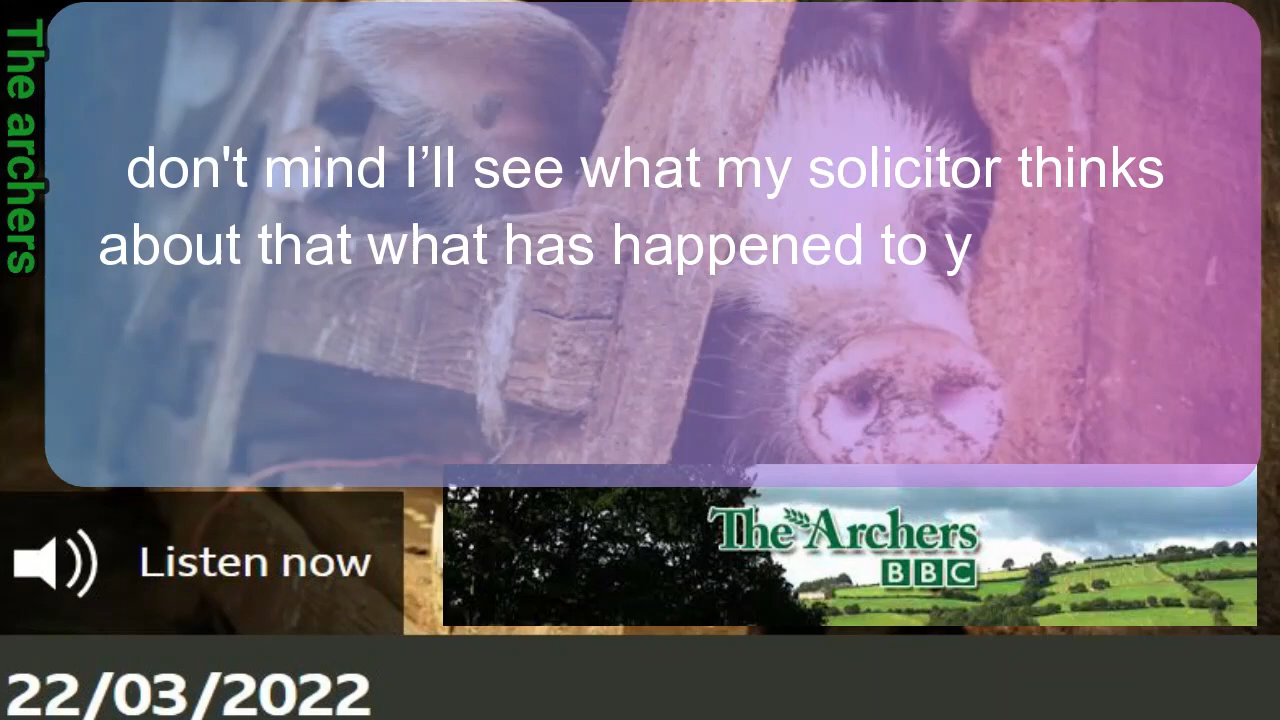 The archers
don't mind I’ll see what my solicitor thinks
about that what has happened to y
The Archers
BBC
Listen now
22/03/2022